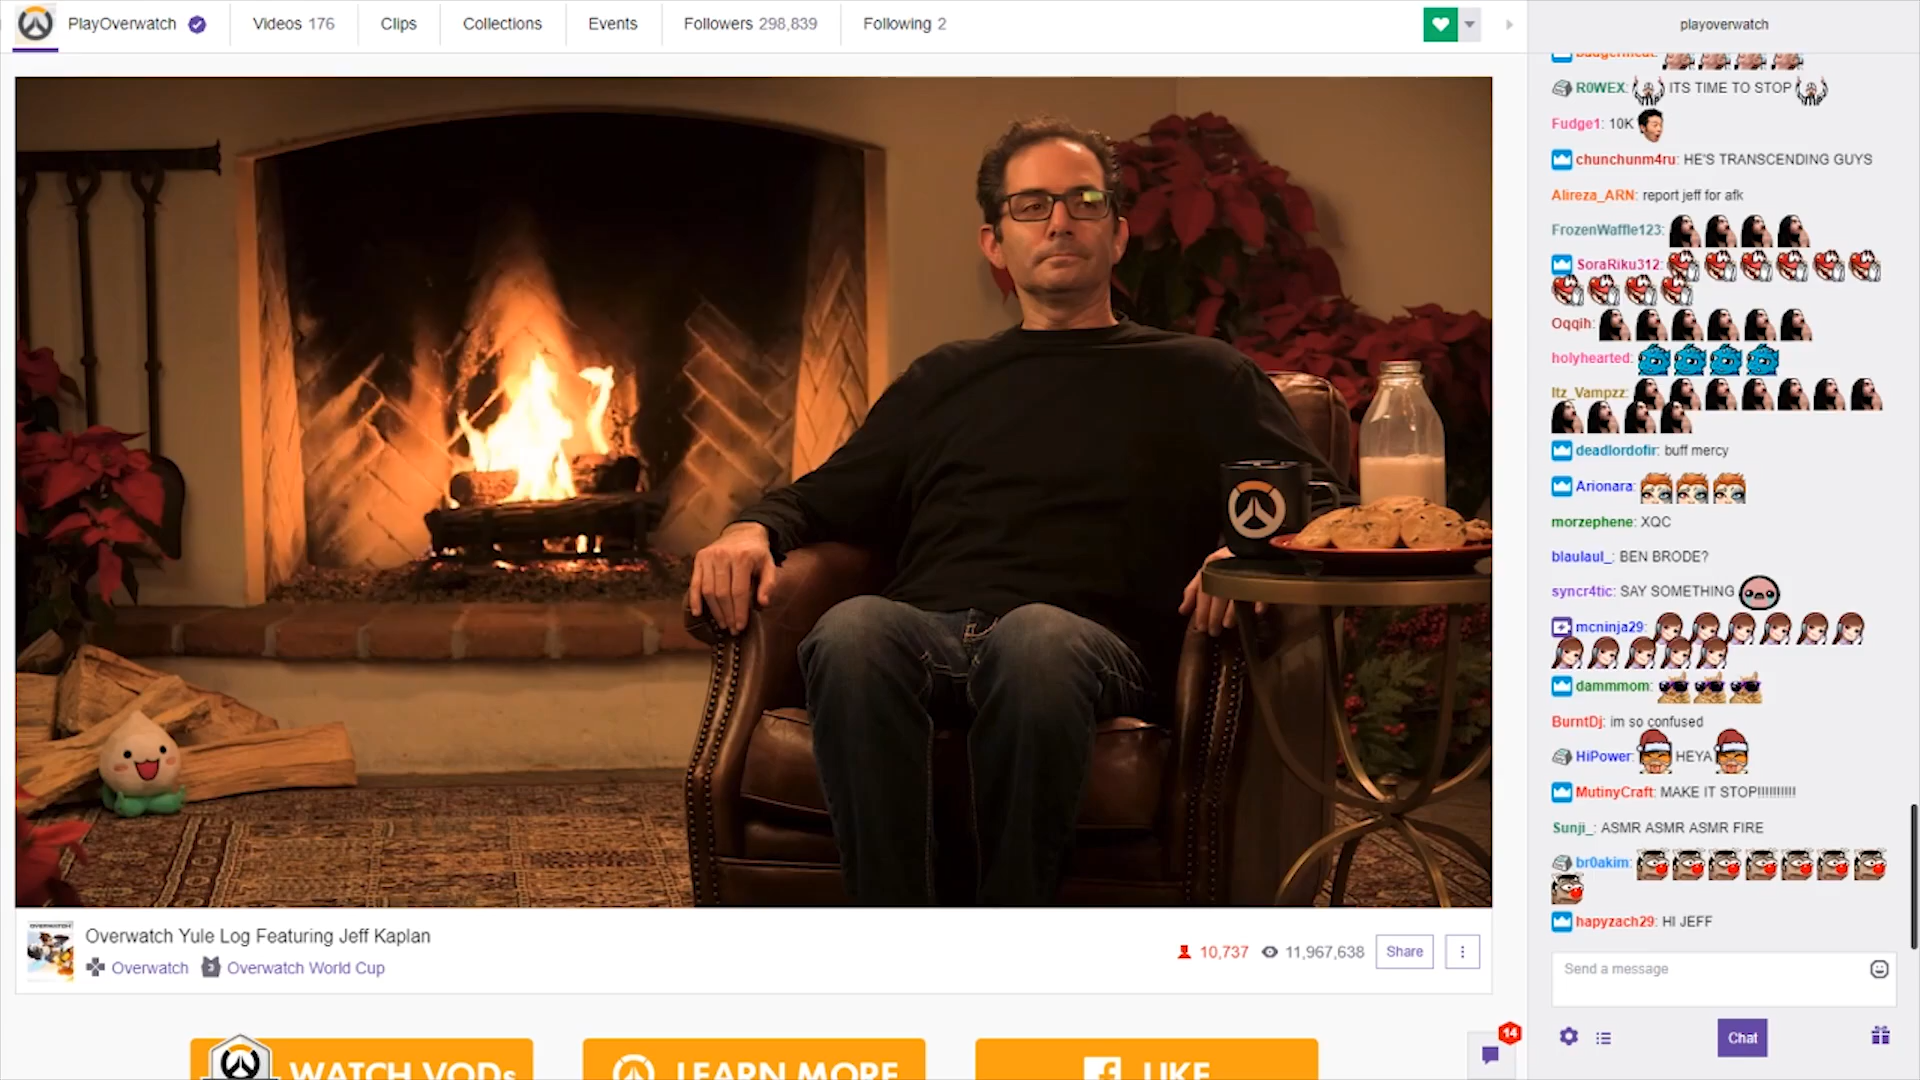 PlayOverwatch
Videos 176
Clips
Collections
Events
Followers 298,839
Following 2
playoverwatch
R0WEX: ITS TIME TO STOP
Fudge1: 10K
chunchunm4ru: HE'S TRANSCENDING GUYS
Alireza_ARN: report jeff for afk
FrozenWaffle123:
SoraRiku312:
Oqqih:
holyhearted:
Itz_Vampzz:
deadlordofir: buff mercy
Arionara:
morzephene: XQC
blaulaul_: BEN BRODE?
syncr4tic: SAY SOMETHING
mcninja29:
dammmom:
BurntDj: im so confused
HiPower: HEYA
MutinyCraft: MAKE IT STOP!!!!!!!!!!
Sunji_: ASMR ASMR ASMR FIRE
br0akim:
hapyzach29: HI JEFF
Send a message
Chat
Overwatch Yule Log Featuring Jeff Kaplan
Overwatch
Overwatch World Cup
10,737
11,967,638
Share
14
WATCH VODs
LEARN MORE
LIKE